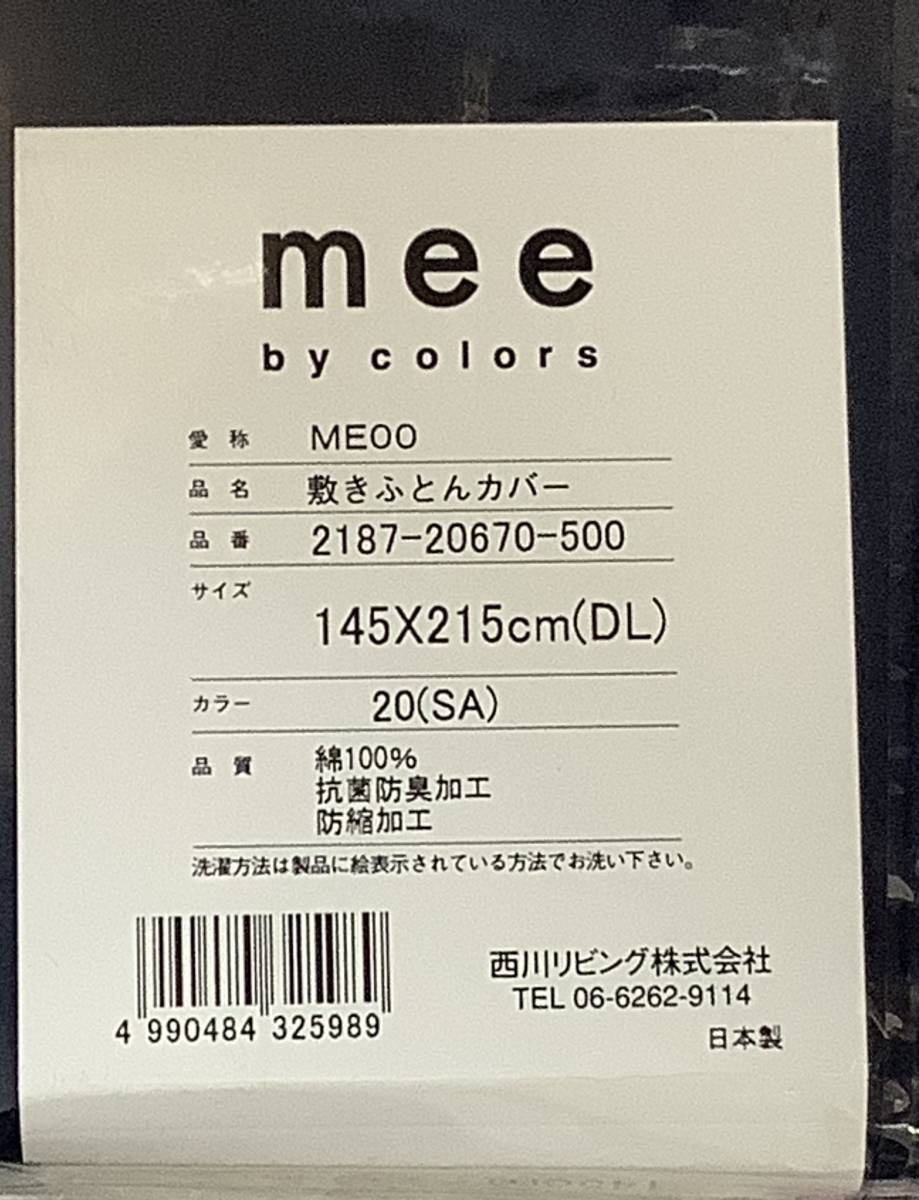 mee
by colors
愛称 ME00
品名 敷きふとんカバー
品番 2187-20670-500
サイズ
145X215cm(DL)
カラー 20(SA)
品質 綿100%
抗菌防臭加工
防縮加工
洗濯方法は製品に絵表示されている方法でお洗い下さい。
西川リビング株式会社
TEL 06-6262-9114
日本製
4 990484 325989